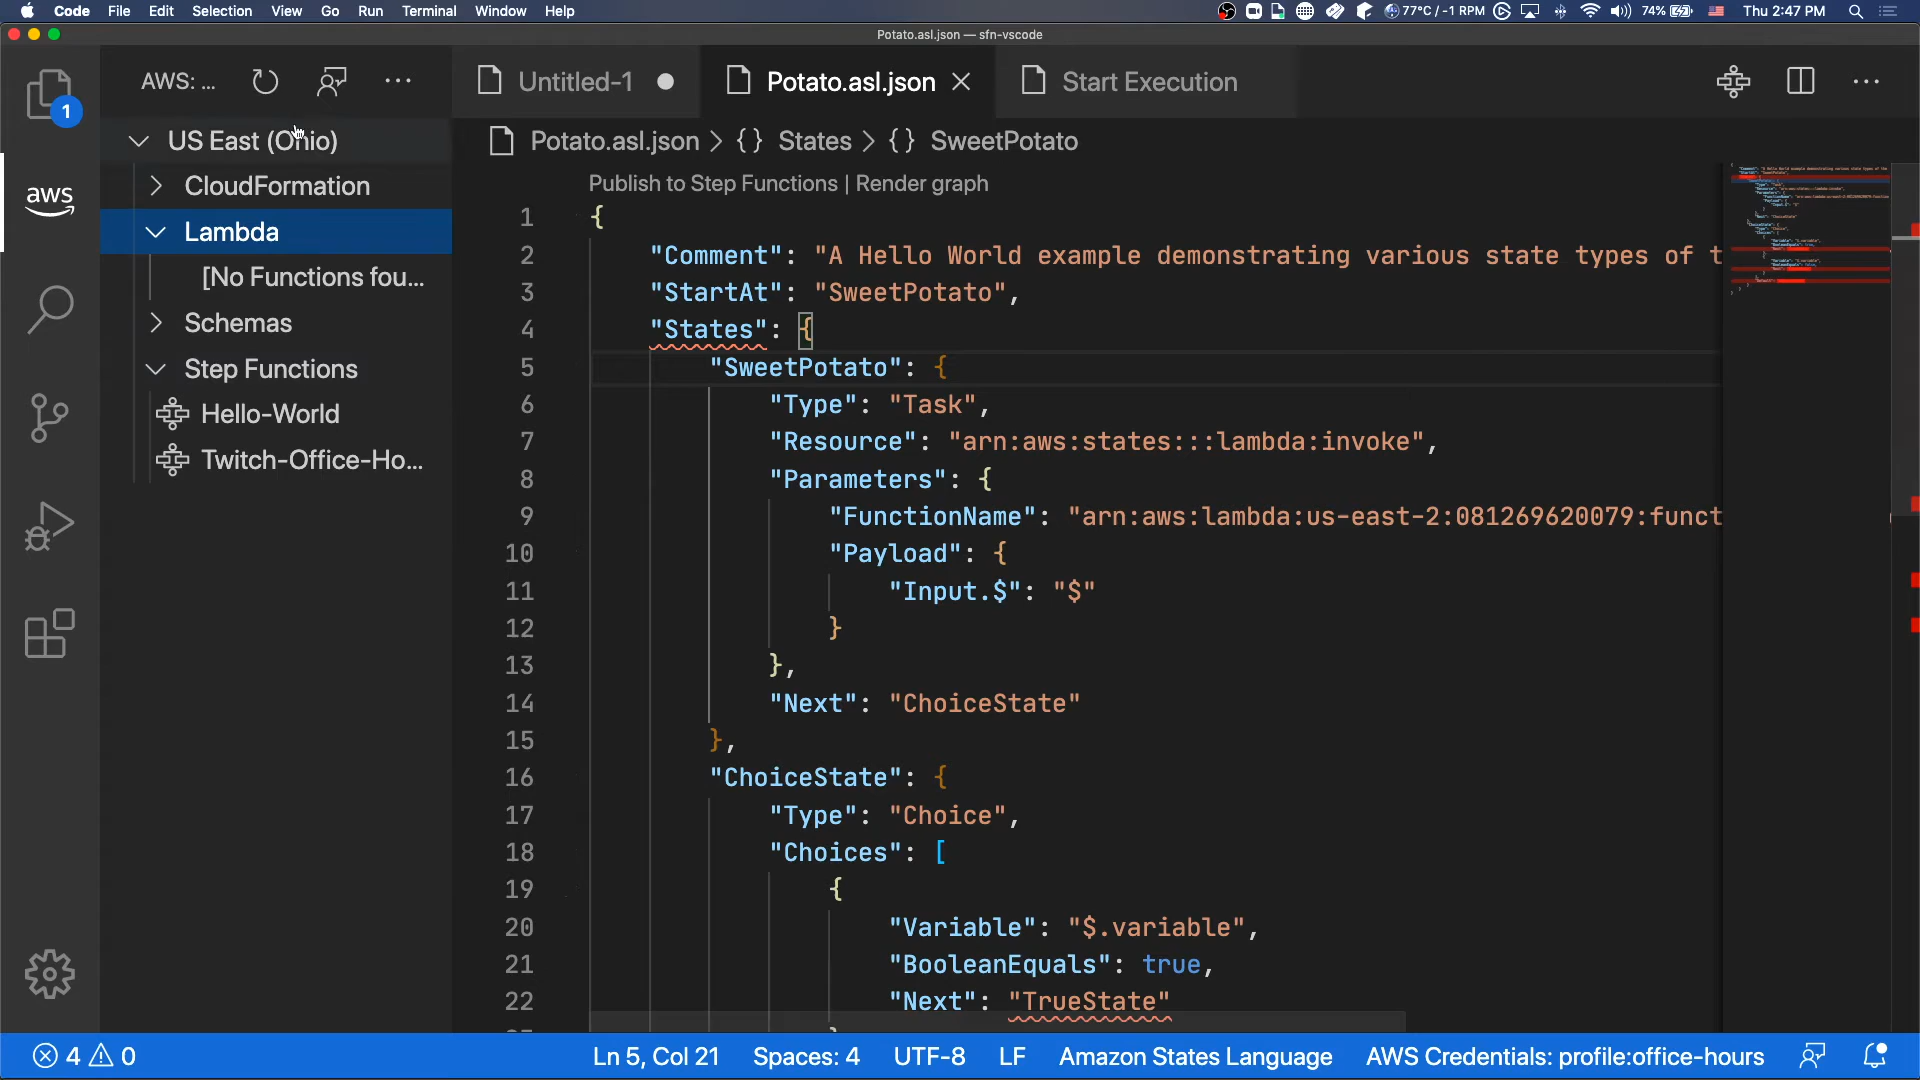 Code File Edit Selection View Go Run Terminal Window Help 77°C / -1 RPM 74% Thu 2:47 PM
Potato.asl.json — sfn-vscode
AWS: ... Untitled-1 Potato.asl.json Start Execution
1
US East (Ohio) Potato.asl.json > {} States > {} SweetPotato
aws
CloudFormation
Lambda
[No Functions fou...
Schemas
Step Functions
Hello-World
Twitch-Office-Ho...
Publish to Step Functions | Render graph
1 {
2 "Comment": "A Hello World example demonstrating various state types of t
3 "StartAt": "SweetPotato",
4 "States": {
5 "SweetPotato": {
6 "Type": "Task",
7 "Resource": "arn:aws:states:::lambda:invoke",
8 "Parameters": {
9 "FunctionName": "arn:aws:lambda:us-east-2:081269620079:funct
10 "Payload": {
11 "Input.$": "$"
12 }
13 },
14 "Next": "ChoiceState"
15 },
16 "ChoiceState": {
17 "Type": "Choice",
18 "Choices": [
19 {
20 "Variable": "$.variable",
21 "BooleanEquals": true,
22 "Next": "TrueState"
4 0 Ln 5, Col 21 Spaces: 4 UTF-8 LF Amazon States Language AWS Credentials: profile:office-hours